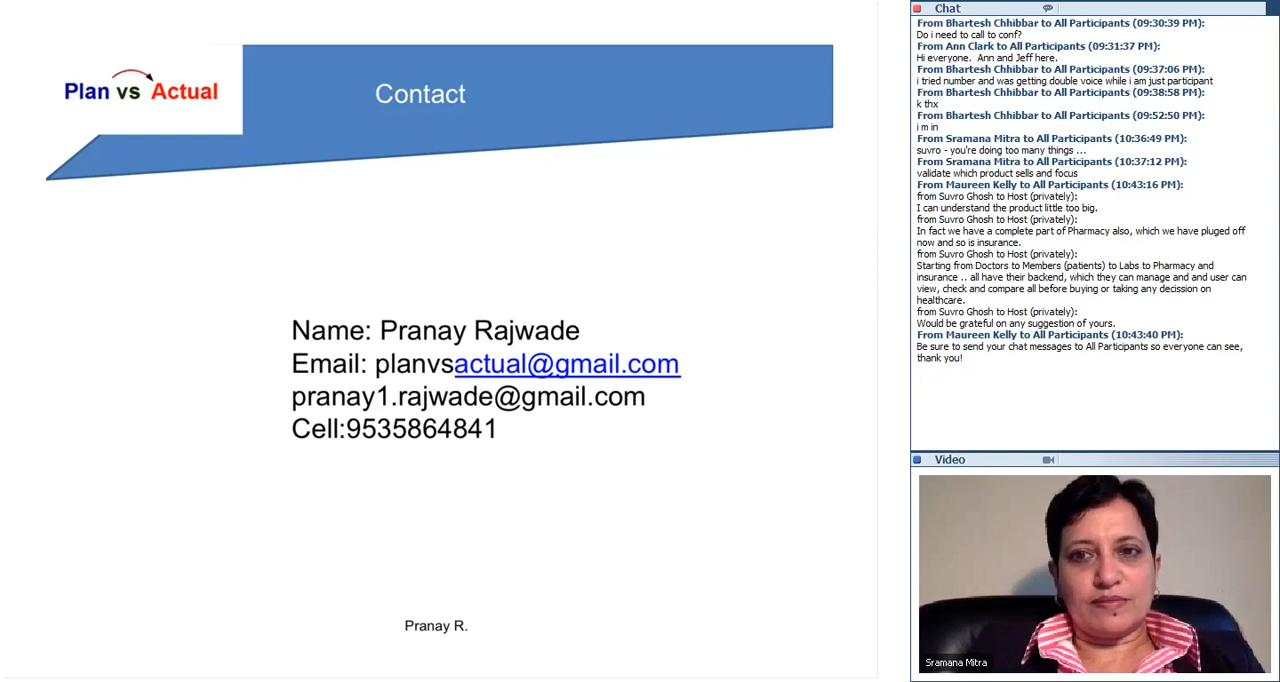 Plan vs Actual
Contact
Name: Pranay Rajwade
Email: planvsactual@gmail.com
pranay1.rajwade@gmail.com
Cell:9535864841
Pranay R.
Chat
From Bhartesh Chhibbar to All Participants (09:30:39 PM):
Do i need to call to conf?
From Ann Clark to All Participants (09:31:37 PM):
Hi everyone. Ann and Jeff here.
From Bhartesh Chhibbar to All Participants (09:37:06 PM):
i tried number and was getting double voice while i am just participant
From Bhartesh Chhibbar to All Participants (09:38:58 PM):
k thx
From Bhartesh Chhibbar to All Participants (09:52:50 PM):
i m in
From Sramana Mitra to All Participants (10:36:49 PM):
suvro - you're doing too many things ...
From Sramana Mitra to All Participants (10:37:12 PM):
validate which product sells and focus
From Maureen Kelly to All Participants (10:43:16 PM):
from Suvro Ghosh to Host (privately):
I can understand the product little too big.
from Suvro Ghosh to Host (privately):
In fact we have a complete part of Pharmacy also, which we have pluged off
now and so is insurance.
from Suvro Ghosh to Host (privately):
Starting from Doctors to Members (patients) to Labs to Pharmacy and
insurance .. all have their backend, which they can manage and and user can
view, check and compare all before buying or taking any decission on
healthcare.
from Suvro Ghosh to Host (privately):
Would be grateful on any suggestion of yours.
From Maureen Kelly to All Participants (10:43:40 PM):
Be sure to send your chat messages to All Participants so everyone can see,
thank you!
Video
Sramana Mitra